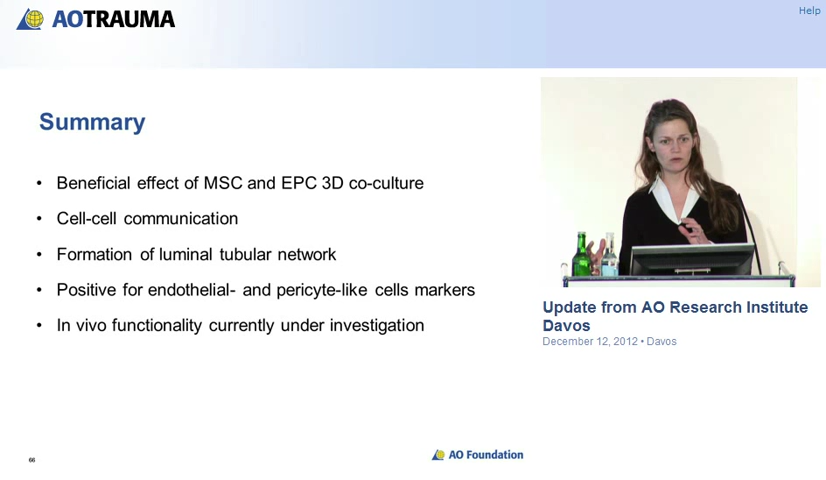 AOTRAUMA
Help
Summary
• Beneficial effect of MSC and EPC 3D co-culture
• Cell-cell communication
• Formation of luminal tubular network
• Positive for endothelial- and pericyte-like cells markers
• In vivo functionality currently under investigation
Update from AO Research Institute
Davos
December 12, 2012 • Davos
66
AO Foundation